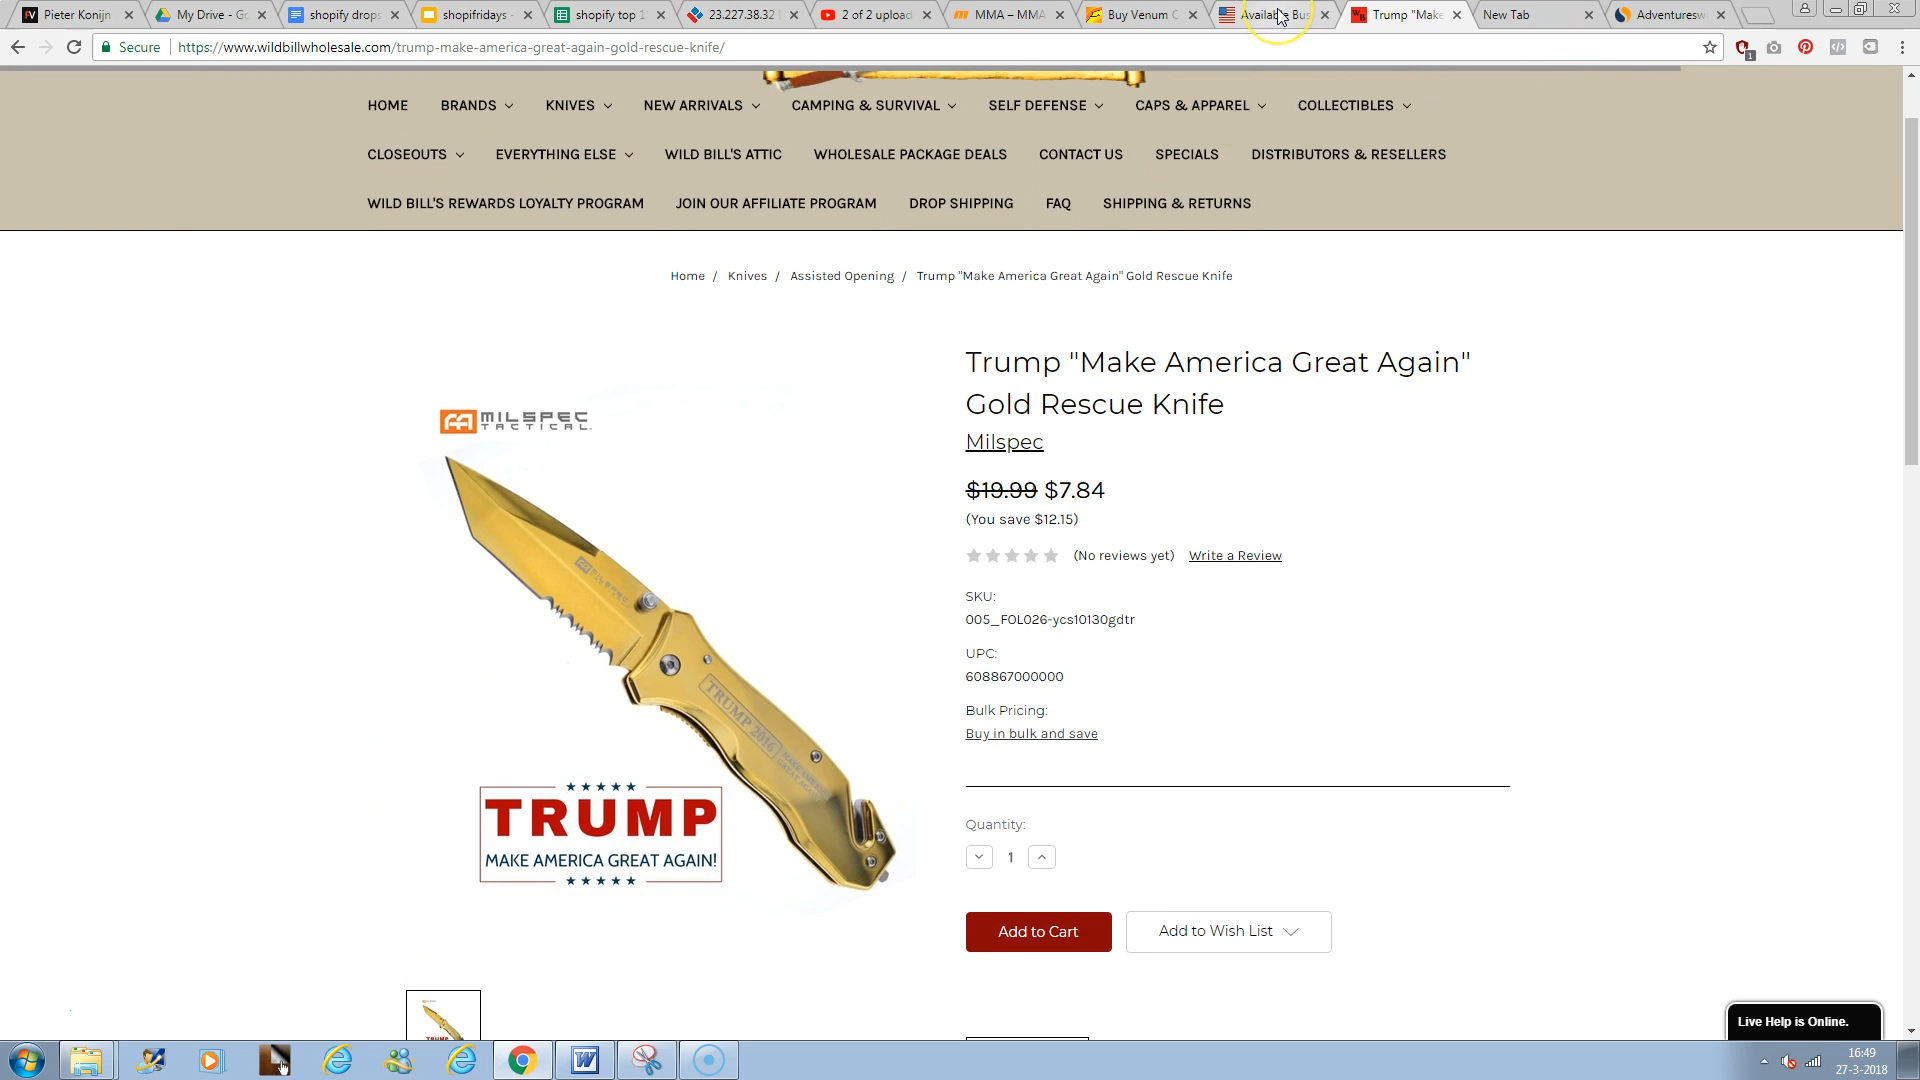 Pieter Konijn
My Drive - Go
shopify drops
shopifridays -
shopify top 1
23.227.38.32
2 of 2 upload
MMA – MMA
Buy Venum C
Trump "Make
New Tab
Adventuresw
Secure
https://www.wildbillwholesale.com/trump-make-america-great-again-gold-rescue-knife/
HOME BRANDS KNIVES NEW ARRIVALS CAMPING & SURVIVAL SELF DEFENSE CAPS & APPAREL COLLECTIBLES
CLOSEOUTS EVERYTHING ELSE WILD BILL'S ATTIC WHOLESALE PACKAGE DEALS CONTACT US SPECIALS DISTRIBUTORS & RESELLERS
WILD BILL'S REWARDS LOYALTY PROGRAM JOIN OUR AFFILIATE PROGRAM DROP SHIPPING FAQ SHIPPING & RETURNS
Home / Knives / Assisted Opening / Trump "Make America Great Again" Gold Rescue Knife
MILSPEC
TACTICAL.
TRUMP 2016
MAKE AMERICA
GREAT AGAIN
TRUMP
MAKE AMERICA GREAT AGAIN!
Trump "Make America Great Again"
Gold Rescue Knife
Milspec
$19.99 $7.84
(You save $12.15)
(No reviews yet) Write a Review
SKU:
005_FOL026-ycs10130gdtr
UPC:
608867000000
Bulk Pricing:
Buy in bulk and save
Quantity:
1
Add to Cart
Add to Wish List
Live Help is Online.
16:49
27-3-2018